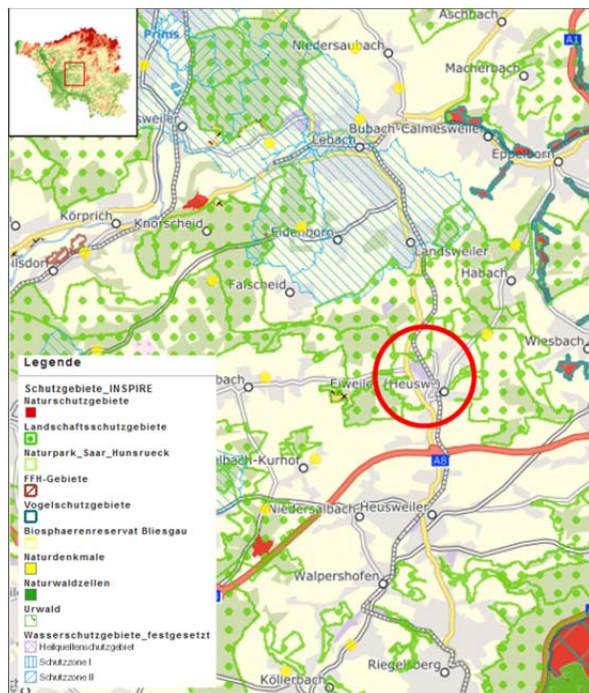 Prims
Aschbach
Niedersaubach
A1
Macherbach
sweiler
Bubach-Calmesweiler
Lebach
Eppelborn
Körprich
Knorscheid
Eidenborn
Landsweiler
ilsdorf
Habach
Falscheid
Wiesbach
Legende
Schutzgebiete_INSPIRE
Naturschutzgebiete
Landschaftsschutzgebiete
Naturpark_Saar_Hunsrueck
FFH-Gebiete
Vogelschutzgebiete
Biosphaerenreservat Bliesgau
Naturdenkmale
Naturwaldzellen
Urwald
Wasserschutzgebiete_festgesetzt
Heilquellenschutzgebiet
Schutzzone I
Schutzzone II
bach
Eiweiler (Heusw.)
elbach-Kurhof
A8
Niedersalbach
Heusweiler
Walpershofen
Riegelsberg
Köllerbach